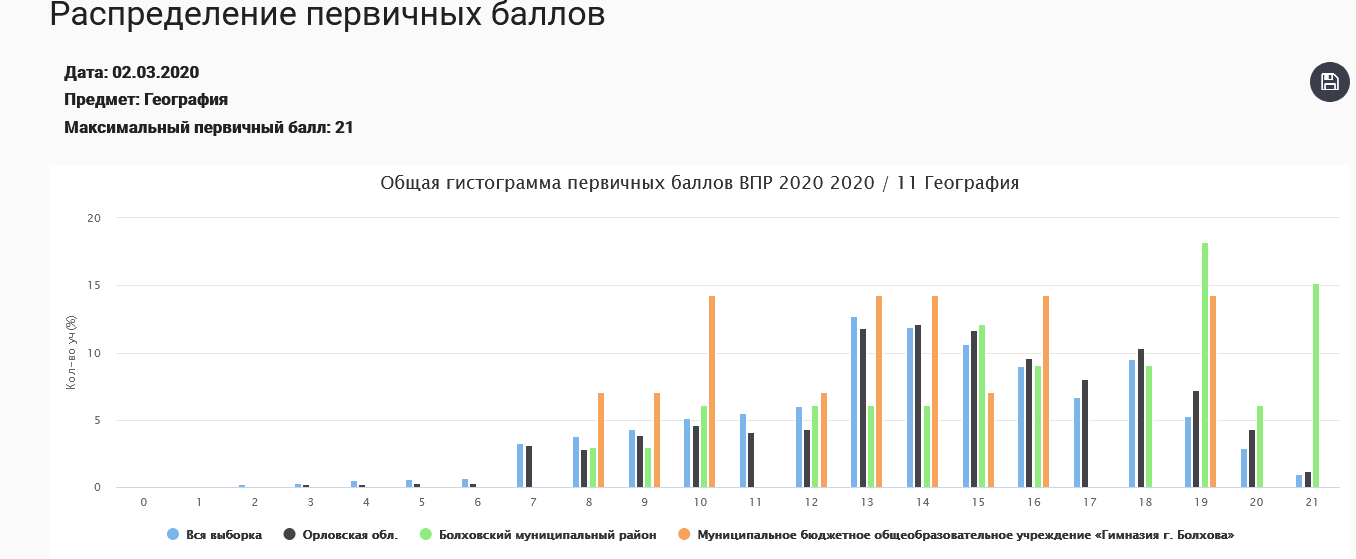 Распределение первичных баллов
Дата: 02.03.2020
Предмет: География
Максимальный первичный балл: 21
Общая гистограмма первичных баллов ВПР 2020 2020 / 11 География
Кол-во уч(%)
20
15
10
5
0
0 1 2 3 4 5 6 7 8 9 10 11 12 13 14 15 16 17 18 19 20 21
Вся выборка Орловская обл. Болховский муниципальный район Муниципальное бюджетное общеобразовательное учреждение «Гимназия г. Болхова»